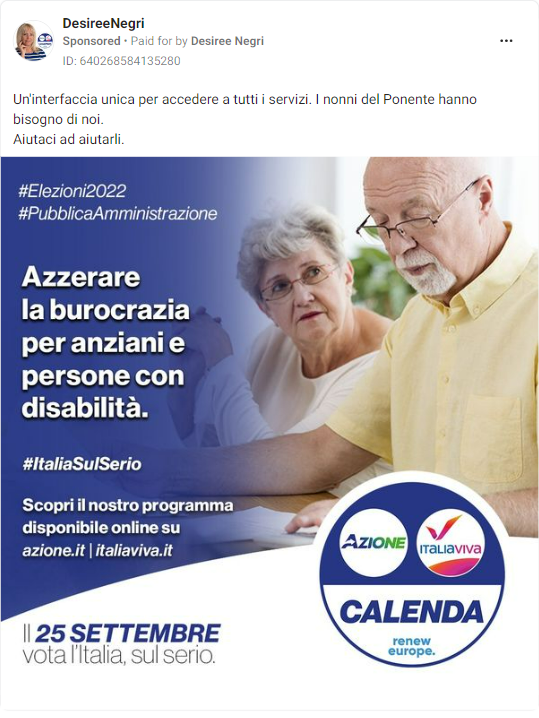 DesireeNegri
Sponsored • Paid for by Desiree Negri
ID: 640268584135280
Un'interfaccia unica per accedere a tutti i servizi. I nonni del Ponente hanno
bisogno di noi.
Aiutaci ad aiutarli.
#Elezioni2022
#PubblicaAmministrazione
Azzerare
la burocrazia
per anziani e
persone con
disabilità.
#ItaliaSulSerio
Scopri il nostro programma
disponibile online su
azione.it | italiaviva.it
Il 25 SETTEMBRE
vota l'Italia, sul serio.
AZIONE
ITALIAVIVA
CALENDA
renew
europe.